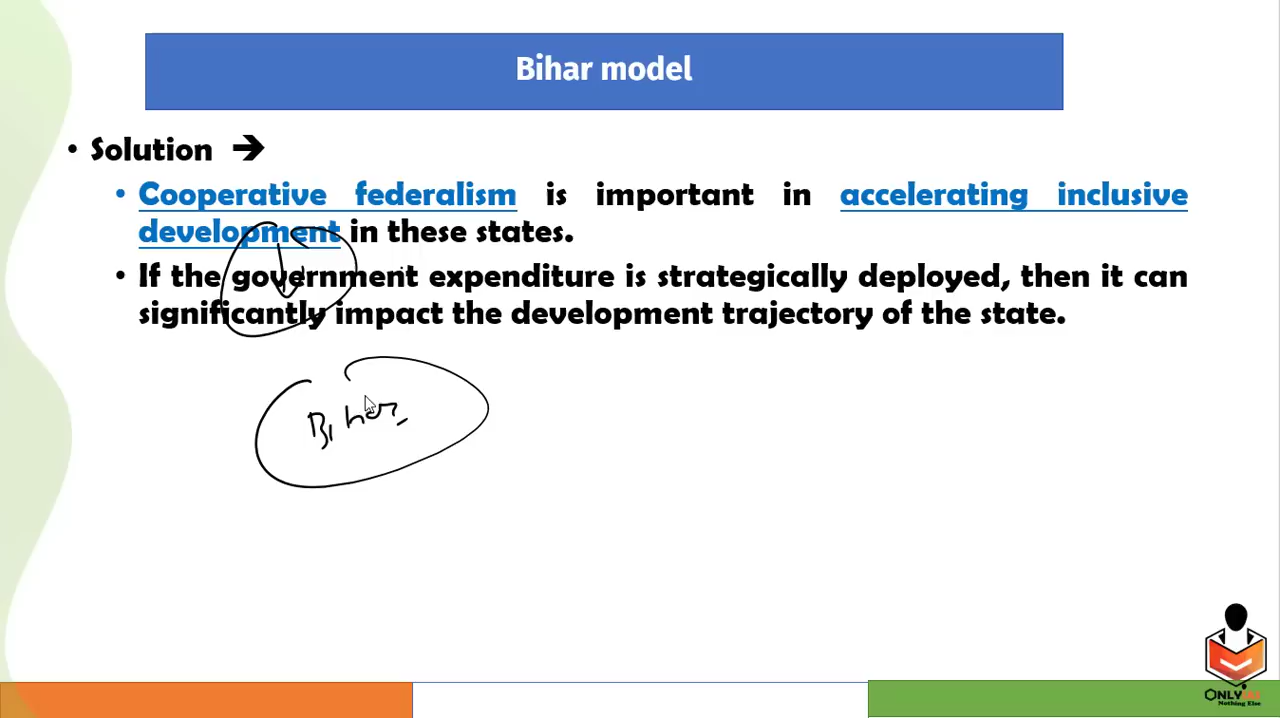 Bihar model
• Solution ➔
• Cooperative federalism is important in accelerating inclusive
development in these states.
• If the government expenditure is strategically deployed, then it can
significantly impact the development trajectory of the state.
Bihar
ONLY IAS
Nothing Else